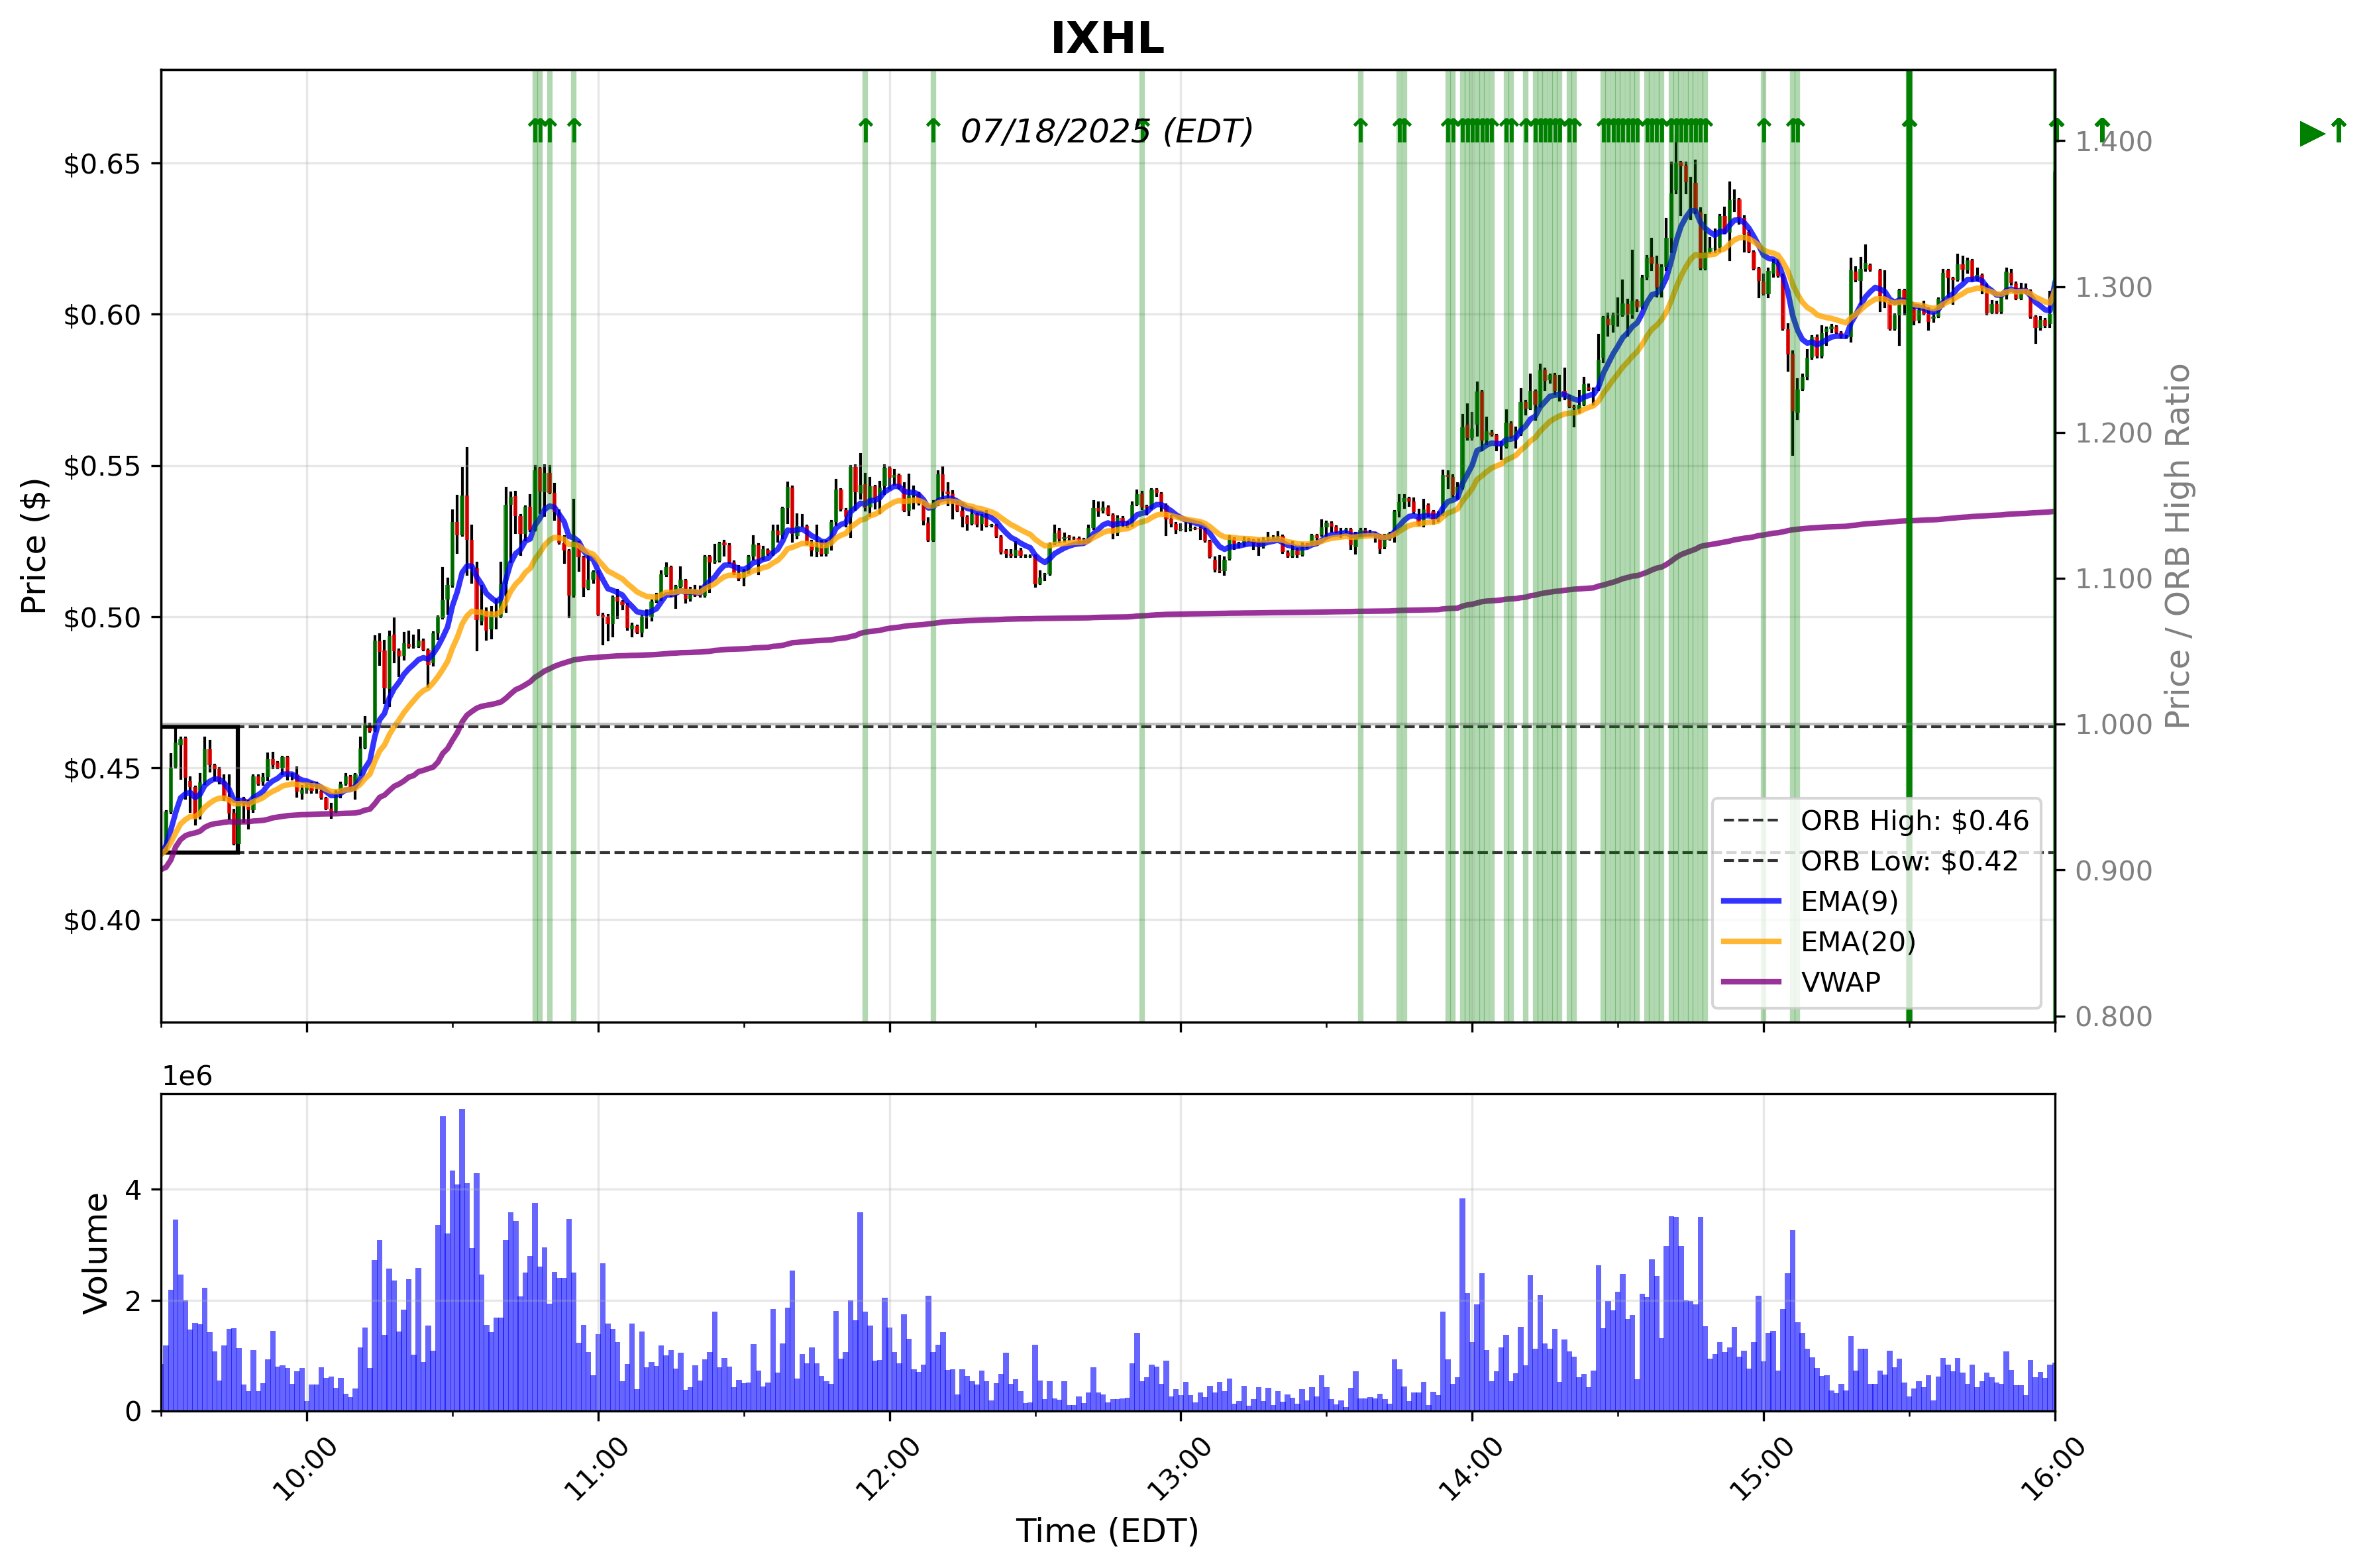 IXHL
07/18/2025 (EDT)
Price ($)
$0.65
$0.60
$0.55
$0.50
$0.45
$0.40
1.400
1.300
1.200
1.100
1.000
0.900
0.800
Price / ORB High Ratio
ORB High: $0.46
ORB Low: $0.42
EMA(9)
EMA(20)
VWAP
1e6
Volume
4
2
0
10:00
11:00
12:00
13:00
14:00
15:00
16:00
Time (EDT)